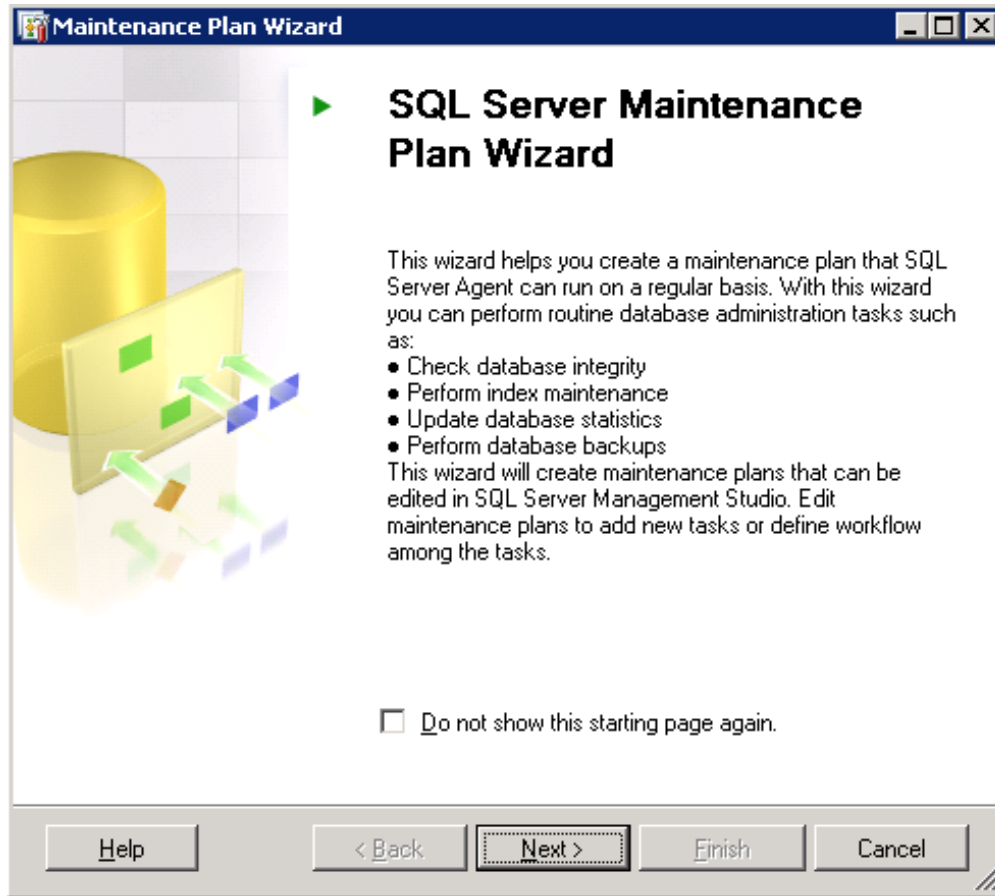 Maintenance Plan Wizard
SQL Server Maintenance
Plan Wizard
This wizard helps you create a maintenance plan that SQL
Server Agent can run on a regular basis. With this wizard
you can perform routine database administration tasks such
as:
● Check database integrity
● Perform index maintenance
● Update database statistics
● Perform database backups
This wizard will create maintenance plans that can be
edited in SQL Server Management Studio. Edit
maintenance plans to add new tasks or define workflow
among the tasks.
Do not show this starting page again.
Help < Back Next > Finish Cancel